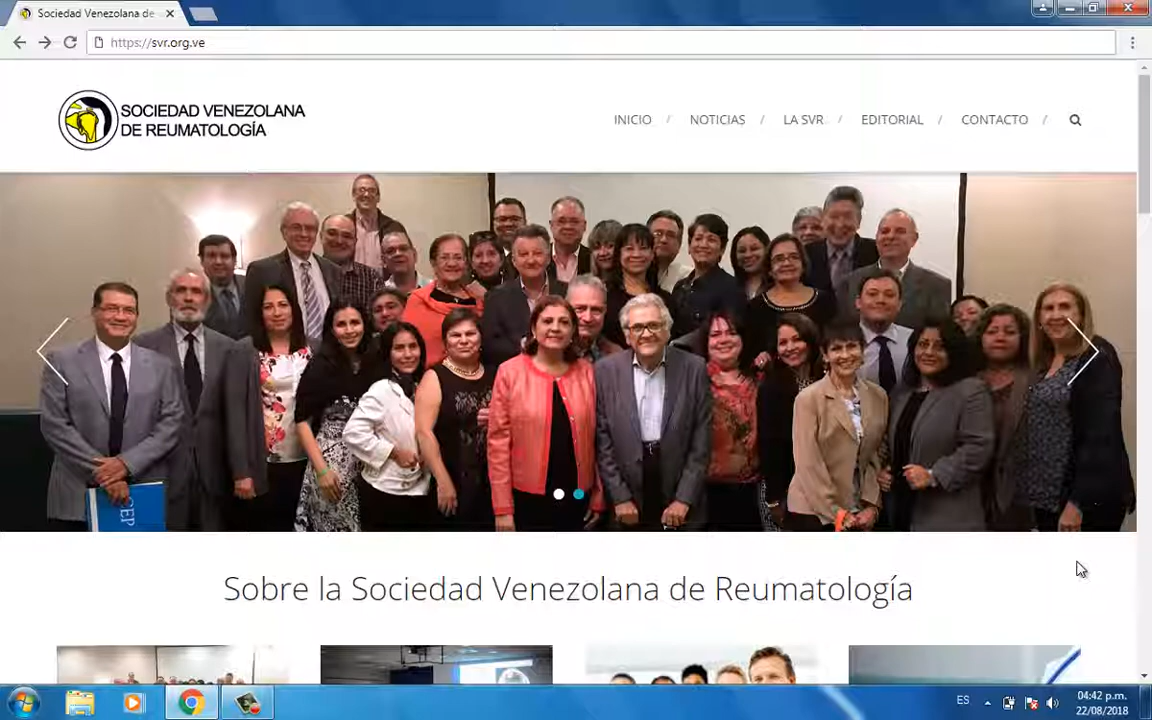 Sociedad Venezolana de
https://svr.org.ve
SOCIEDAD VENEZOLANA
DE REUMATOLOGÍA
INICIO / NOTICIAS / LA SVR / EDITORIAL / CONTACTO /
Sobre la Sociedad Venezolana de Reumatología
ES
04:42 p.m.
22/08/2018